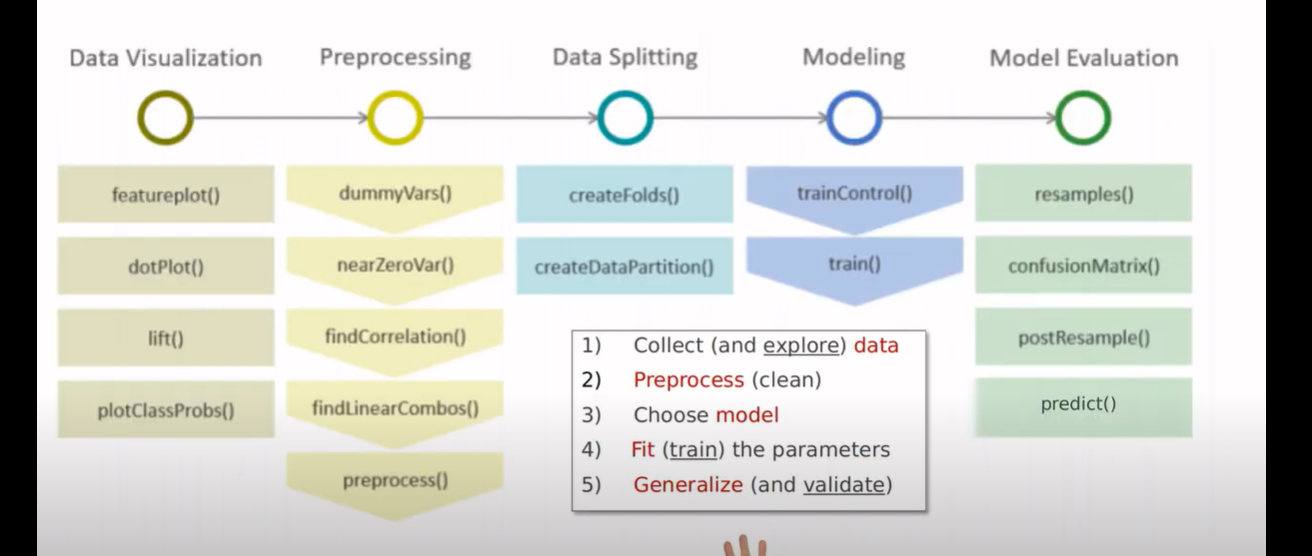 Data Visualization
Preprocessing
Data Splitting
Modeling
Model Evaluation
featureplot()
dotPlot()
lift()
plotClassProbs()
dummyVars()
nearZeroVar()
findCorrelation()
findLinearCombos()
preprocess()
createFolds()
createDataPartition()
trainControl()
train()
resamples()
confusionMatrix()
postResample()
predict()
1) Collect (and explore) data
2) Preprocess (clean)
3) Choose model
4) Fit (train) the parameters
5) Generalize (and validate)